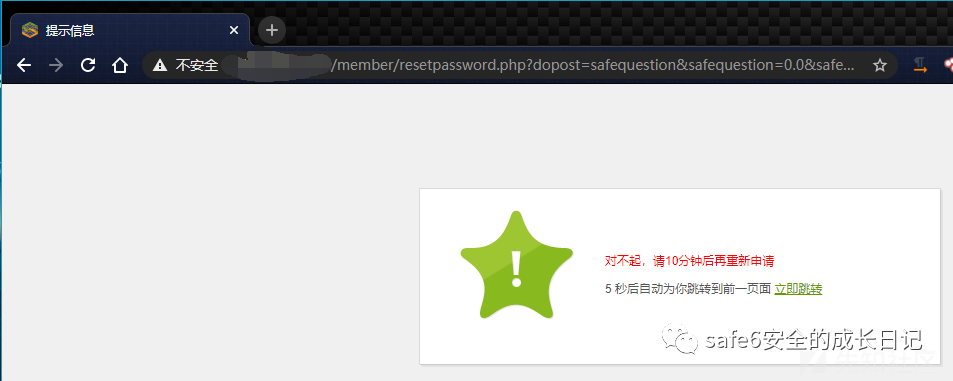 提示信息
不安全 /member/resetpassword.php?dopost=safequestion&safequestion=0.0&safe...
对不起，请10分钟后再重新申请
5 秒后自动为你跳转到前一页面 立即跳转
safe6安全的成长日记